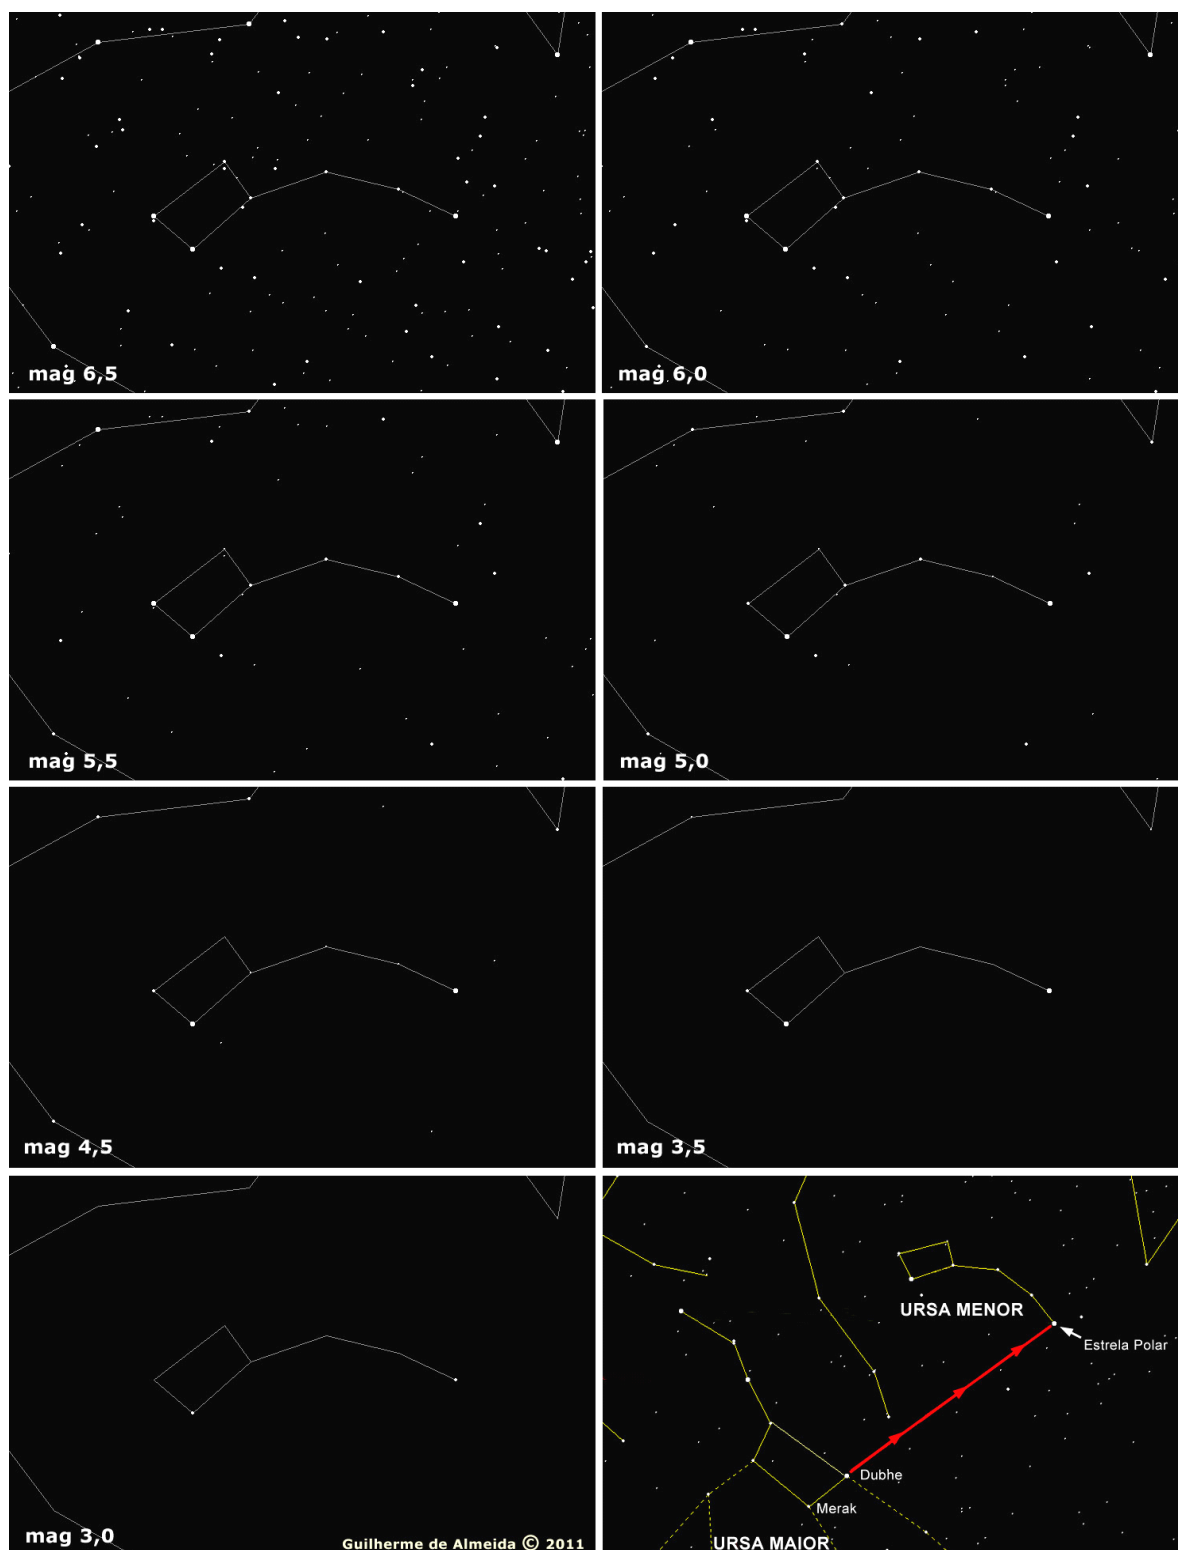 mag 6,5
mag 6,0
mag 5,5
mag 5,0
mag 4,5
mag 3,5
mag 3,0
Guilherme de Almeida © 2011
URSA MENOR
Estrela Polar
Dubhe
Merak
URSA MAIOR